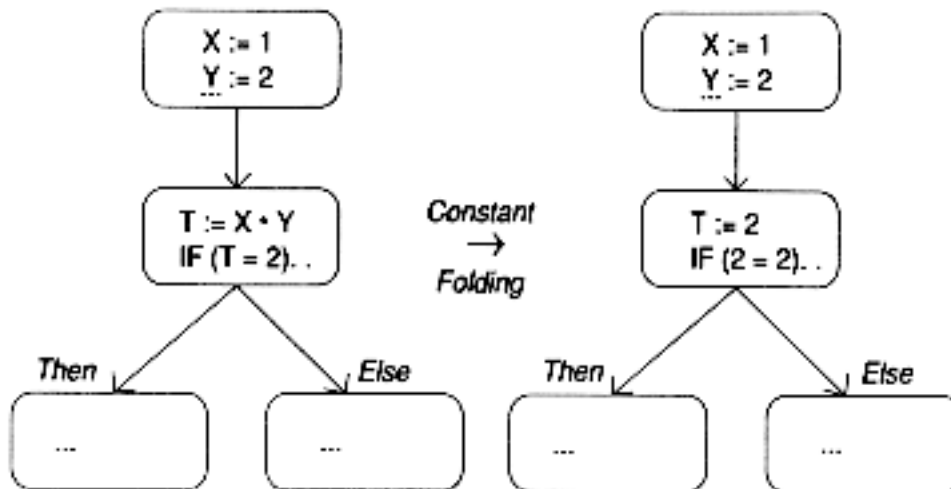 X := 1
Y := 2
...
T := X * Y
IF (T = 2)...
Then
Else
...
...
Constant
→
Folding
X := 1
Y := 2
...
T := 2
IF (2 = 2)...
Then
Else
...
...